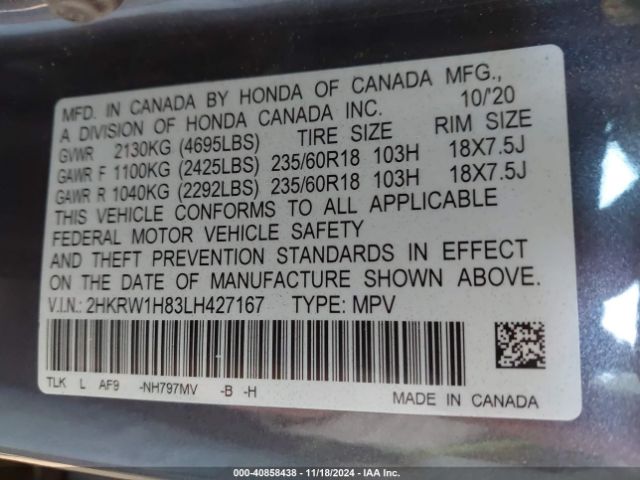 MFD. IN CANADA BY HONDA OF CANADA MFG.,
A DIVISION OF HONDA CANADA INC. 10/20
GVWR 2130KG (4695LBS) TIRE SIZE RIM SIZE
GAWR F 1100KG (2425LBS) 235/60R18 103H 18X7.5J
GAWR R 1040KG (2292LBS) 235/60R18 103H 18X7.5J
THIS VEHICLE CONFORMS TO ALL APPLICABLE
FEDERAL MOTOR VEHICLE SAFETY
AND THEFT PREVENTION STANDARDS IN EFFECT
ON THE DATE OF MANUFACTURE SHOWN ABOVE.
V.I.N.: 2HKRW1H83LH427167 TYPE: MPV
TLK L AF9 -NH797MV -B -H
MADE IN CANADA
000-40858438 - 11/18/2024 - IAA Inc.